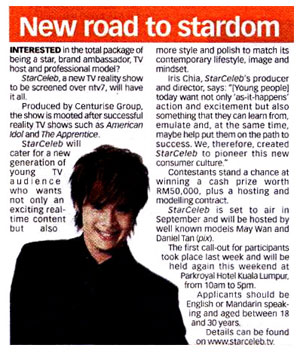 New road to stardom
INTERESTED in the total package of
being a star, brand ambassador, TV
host and professional model?
StarCeleb, a new TV reality show
to be screened over ntv7, will have
it all.
Produced by Centurise Group,
the show is mooted after successful
reality TV shows such as American
Idol and The Apprentice.
StarCeleb will
cater for a new
generation of
young TV
audience
who wants
not only an
exciting real-
time content
but also
more style and polish to match its
contemporary lifestyle, image and
mindset.
Iris Chia, StarCeleb's producer
and director, says: "[Young people]
today want not only 'as-it-happens'
action and excitement but also
something that they can learn from,
emulate and, at the same time,
maybe help put them on the path to
success. We, therefore, created
StarCeleb to pioneer this new
consumer culture."
Contestants stand a chance at
winning a cash prize worth
RM50,000, plus a hosting and
modelling contract.
StarCeleb is set to air in
September and will be hosted by
well known models May Wan and
Daniel Tan (pix).
The first call-out for participants
took place last week and will be
held again this weekend at
Parkroyal Hotel Kuala Lumpur,
from 10am to 5pm.
Applicants should be
English or Mandarin speak-
ing and aged between 18
and 30 years.
Details can be found
on www.starceleb.tv.